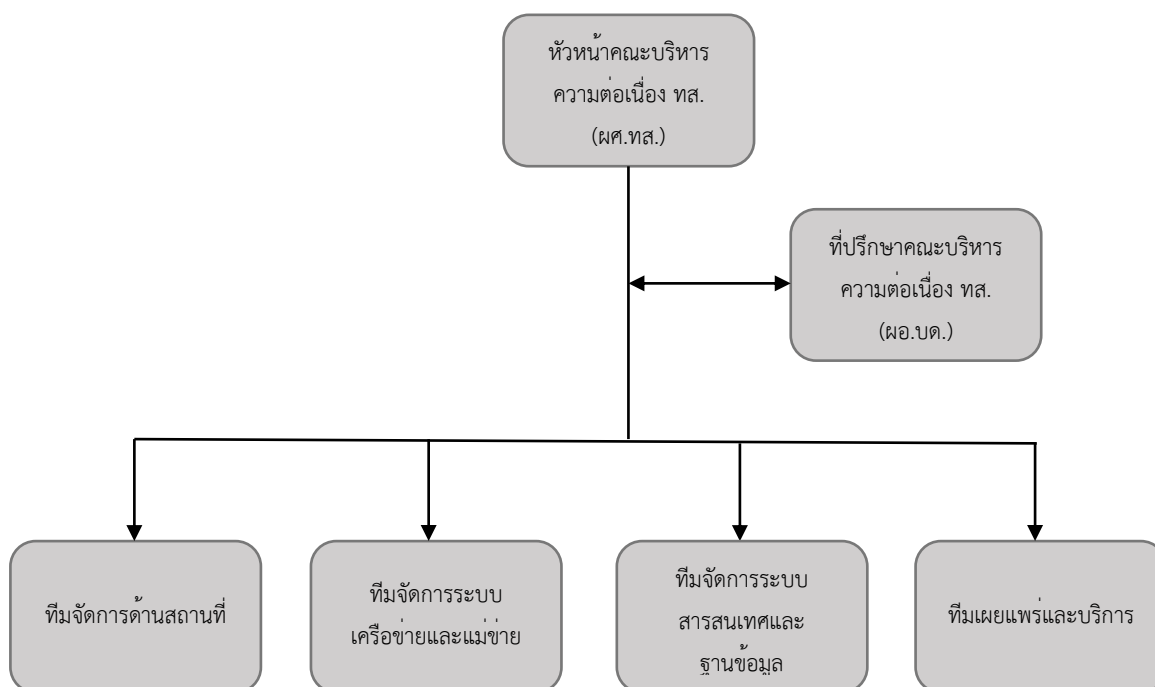 หัวหน้าคณะบริหาร
ความต่อเนื่อง ทส.
(ผศ.ทส.)
ที่ปรึกษาคณะบริหาร
ความต่อเนื่อง ทส.
(ผอ.บด.)
ทีมจัดการด้านสถานที่
ทีมจัดการระบบ
เครือข่ายและแม่ข่าย
ทีมจัดการระบบ
สารสนเทศและ
ฐานข้อมูล
ทีมเผยแพร่และบริการ